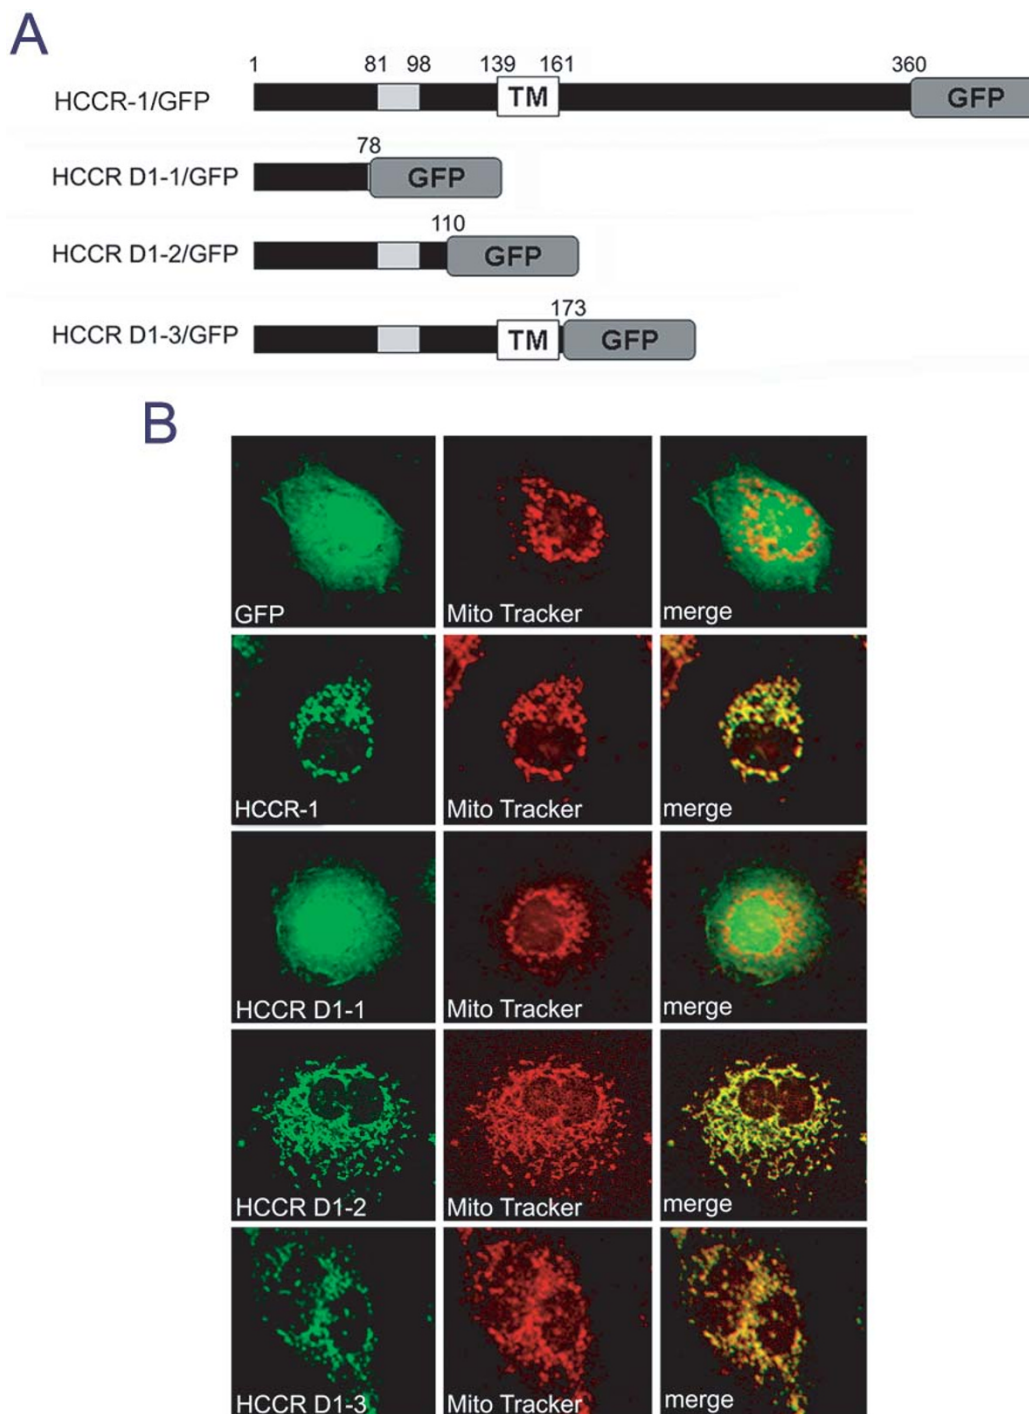 A
1 81 98 139 161 360
HCCR-1/GFP TM GFP
78
HCCR D1-1/GFP GFP
110
HCCR D1-2/GFP GFP
173
HCCR D1-3/GFP TM GFP
B
GFP Mito Tracker merge
HCCR-1 Mito Tracker merge
HCCR D1-1 Mito Tracker merge
HCCR D1-2 Mito Tracker merge
HCCR D1-3 Mito Tracker merge